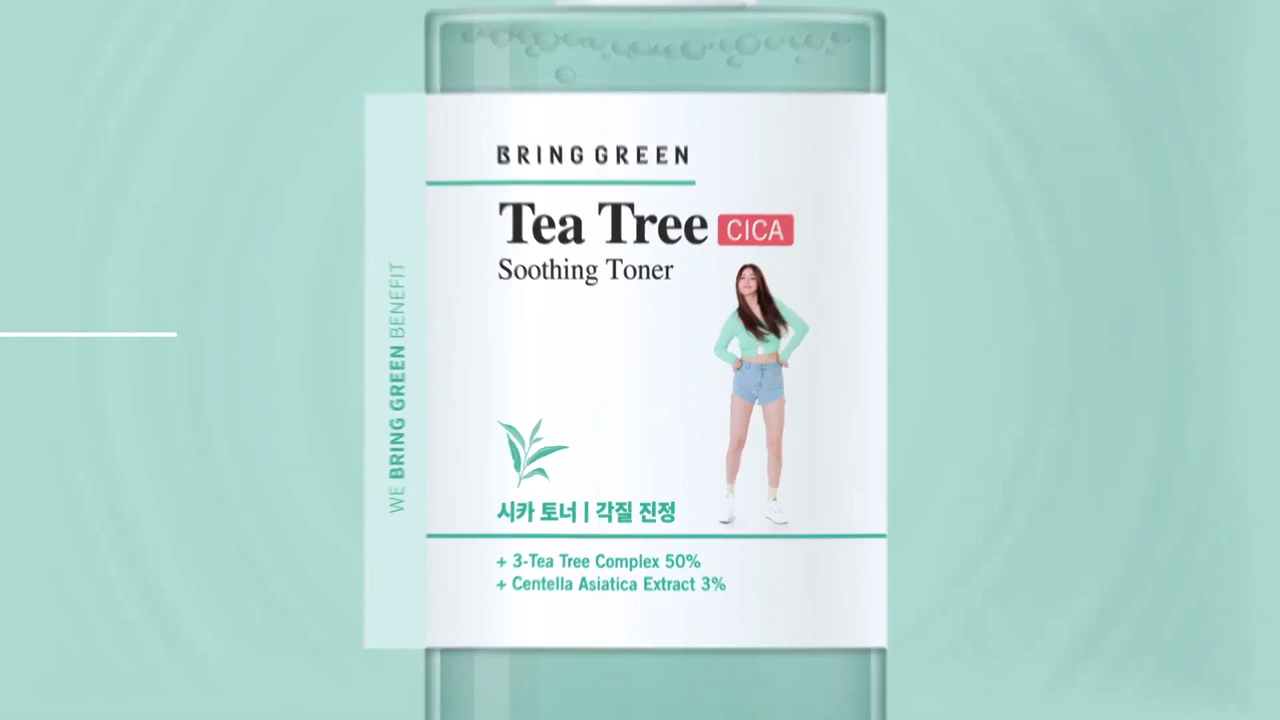 BRING GREEN
Tea Tree CICA
Soothing Toner
WE BRING GREEN BENEFIT
시카 토너 | 각질 진정
+ 3-Tea Tree Complex 50%
+ Centella Asiatica Extract 3%